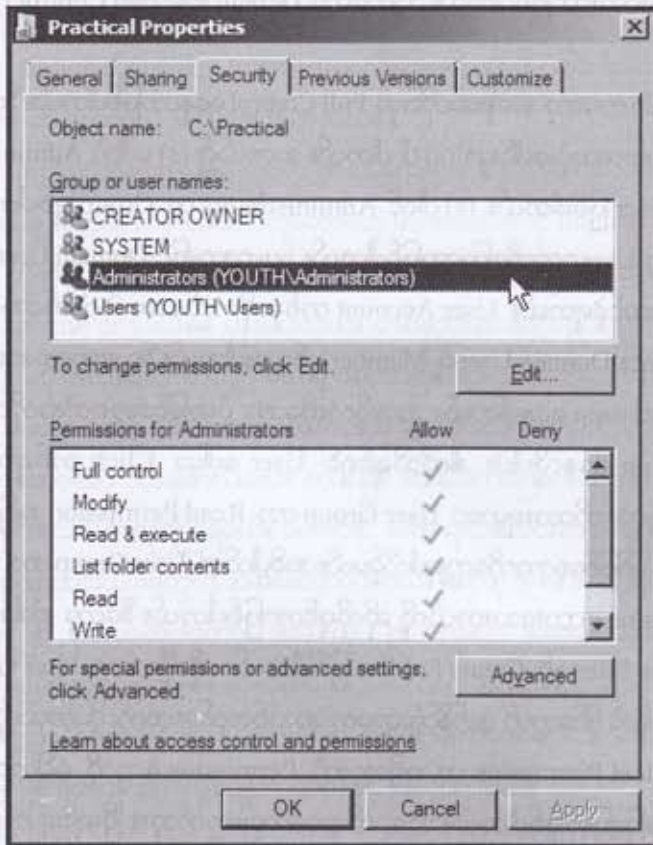 Practical Properties
General Sharing Security Previous Versions Customize
Object name: C:\Practical
Group or user names:
CREATOR OWNER
SYSTEM
Administrators (YOUTH\Administrators)
Users (YOUTH\Users)
To change permissions, click Edit.
Edit...
Permissions for Administrators Allow Deny
Full control
Modify
Read & execute
List folder contents
Read
Write
For special permissions or advanced settings, click Advanced.
Advanced
Learn about access control and permissions
OK Cancel Apply